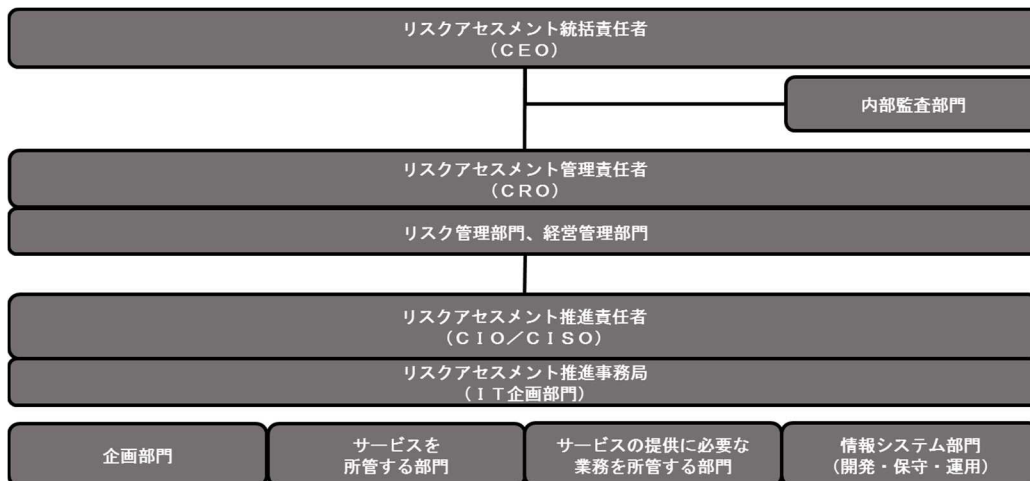 リスクアセスメント統括責任者
（ＣＥＯ）
内部監査部門
リスクアセスメント管理責任者
（ＣＲＯ）
リスク管理部門、経営管理部門
リスクアセスメント推進責任者
（ＣＩＯ／ＣＩＳＯ）
リスクアセスメント推進事務局
（ＩＴ企画部門）
企画部門
サービスを
所管する部門
サービスの提供に必要な
業務を所管する部門
情報システム部門
（開発・保守・運用）